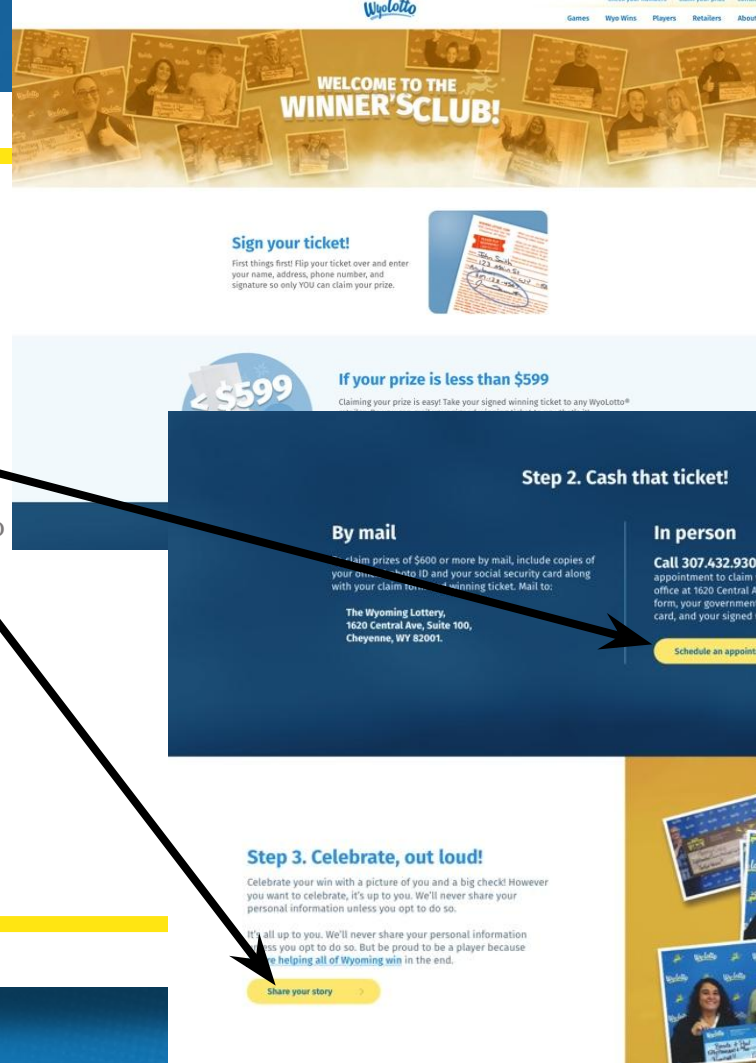 Wyolotto
Games Wyo Wins Players Retailers About
WELCOME TO THE
WINNER'S CLUB!
Sign your ticket!
First things first! Flip your ticket over and enter
your name, address, phone number, and
signature so only YOU can claim your prize.
John Smith
123 Main St
< $599
If your prize is less than $599
Claiming your prize is easy! Take your signed winning ticket to any WyoLotto®
Step 2. Cash that ticket!
By mail
claim prizes of $600 or more by mail, include copies of
your photo ID and your social security card along
with your claim winning ticket. Mail to:
The Wyoming Lottery,
1620 Central Ave, Suite 100,
Cheyenne, WY 82001.
In person
Call 307.432.930
appointment to claim
office at 1620 Central A
form, your government
card, and your signed
Schedule an appoint
Step 3. Celebrate, out loud!
Celebrate your win with a picture of you and a big check! However
you want to celebrate, it's up to you. We'll never share your
personal information unless you opt to do so.
It's all up to you. We'll never share your personal information
you opt to do so. But be proud to be a player because
helping all of Wyoming win in the end.
Share your story